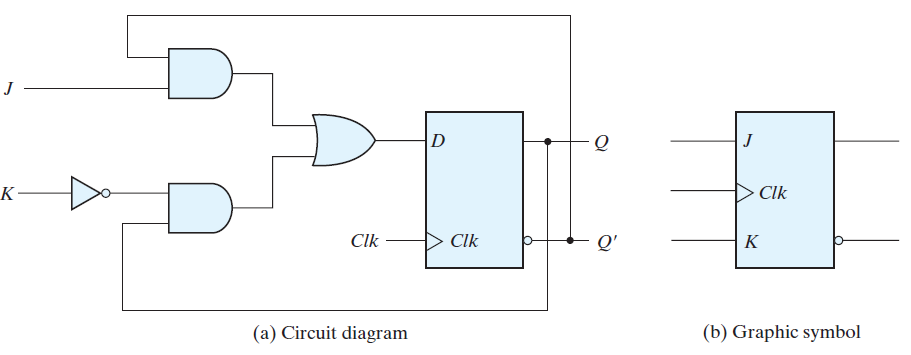 J
K
D
Clk
Clk
Q
Q'
(a) Circuit diagram
J
Clk
K
(b) Graphic symbol